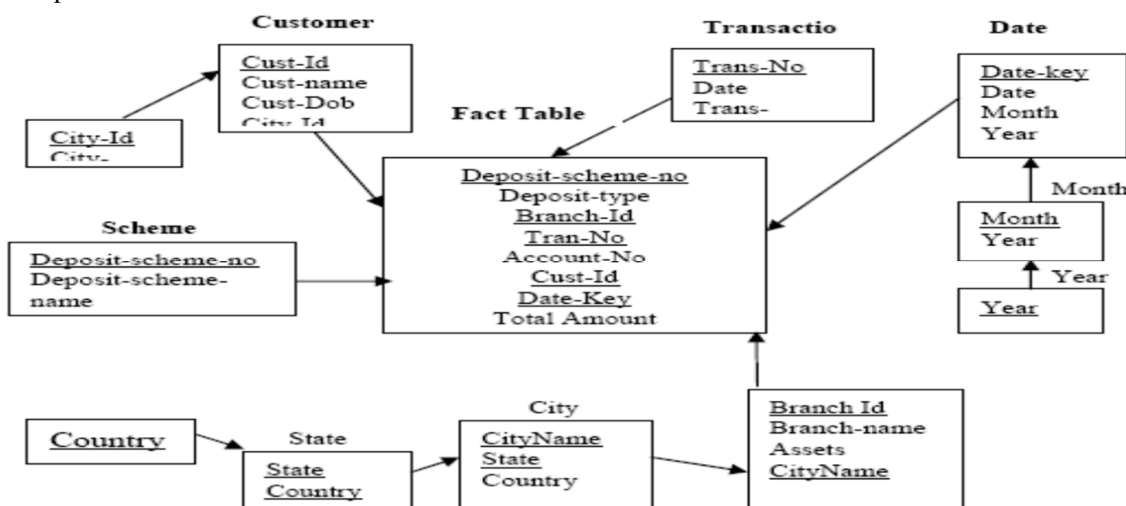 Customer
Cust-Id
Cust-name
Cust-Dob
City-Id
City-Id
City-
Transactio
Trans-No
Date
Trans-
Date
Date-key
Date
Month
Year
Month
Month
Year
Year
Year
Fact Table
Deposit-scheme-no
Deposit-type
Branch-Id
Tran-No
Account-No
Cust-Id
Date-Key
Total Amount
Scheme
Deposit-scheme-no
Deposit-scheme-
name
Country
State
State
Country
City
CityName
State
Country
Branch Id
Branch-name
Assets
CityName